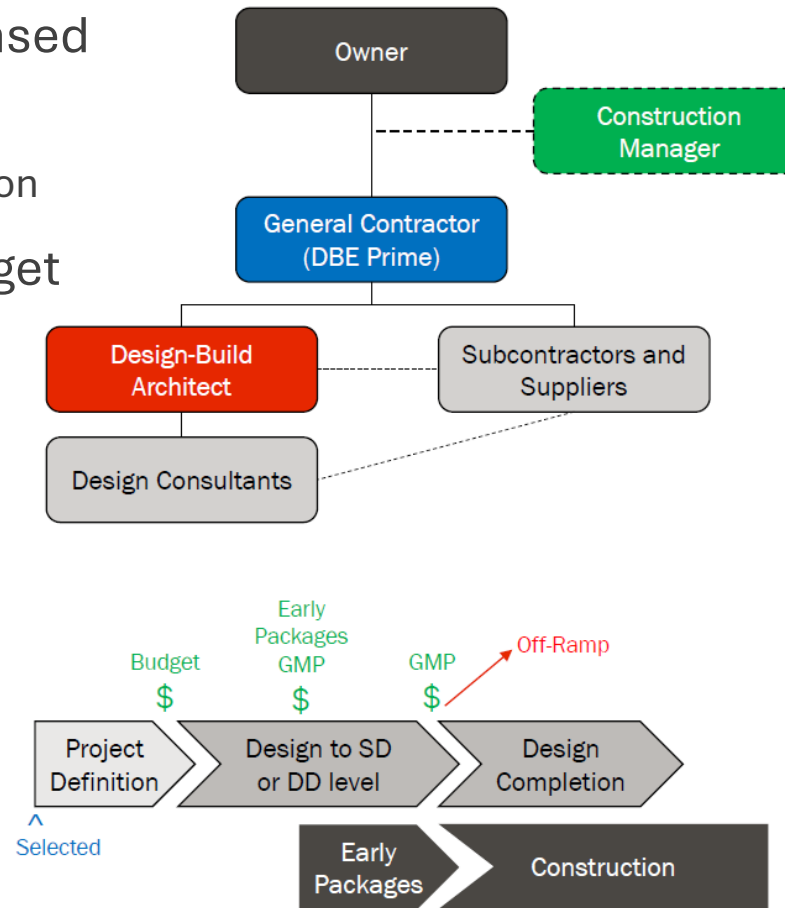 ased
on
get
Owner
Construction
Manager
General Contractor
(DBE Prime)
Design-Build
Architect
Subcontractors and
Suppliers
Design Consultants
Early
Packages
GMP
$
Budget
$
GMP
$
Off-Ramp
Project
Definition
Design to SD
or DD level
Design
Completion
^
Selected
Early
Packages
Construction